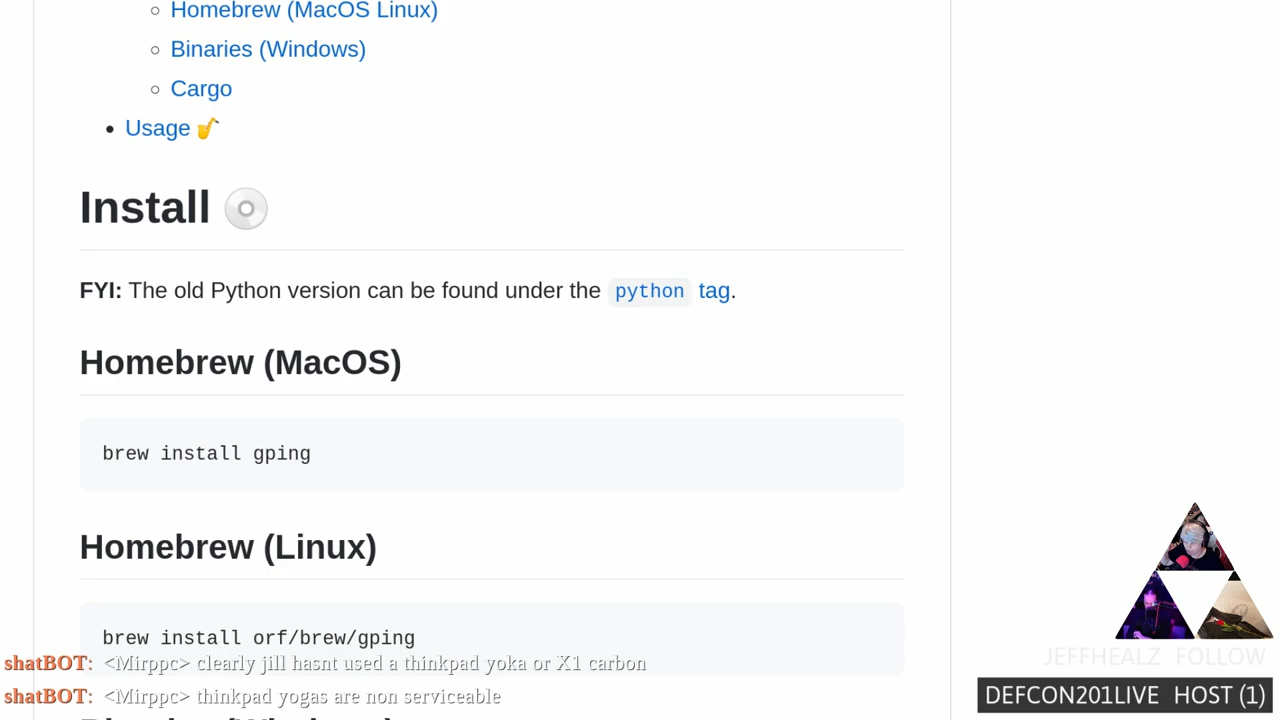 Homebrew (MacOS Linux)
Binaries (Windows)
Cargo
Usage 🎷
Install 💿
FYI: The old Python version can be found under the python tag.
Homebrew (MacOS)
brew install gping
Homebrew (Linux)
brew install orf/brew/gping
shatBOT: <Mirppc> clearly jill hasnt used a thinkpad yoka or X1 carbon
JEFFHEALZ FOLLOW
shatBOT: <Mirppc> thinkpad yogas are non serviceable
DEFCON201LIVE HOST (1)